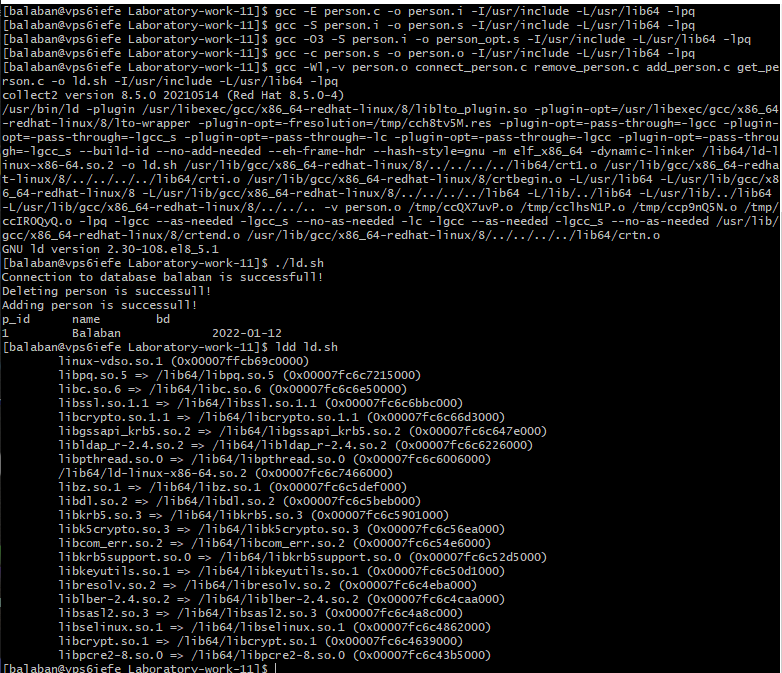 [balaban@vps6iefe Laboratory-work-11]$ gcc -E person.c -o person.i -I/usr/include -L/usr/lib64 -lpq
[balaban@vps6iefe Laboratory-work-11]$ gcc -S person.i -o person.s -I/usr/include -L/usr/lib64 -lpq
[balaban@vps6iefe Laboratory-work-11]$ gcc -O3 -S person.i -o person_opt.s -I/usr/include -L/usr/lib64 -lpq
[balaban@vps6iefe Laboratory-work-11]$ gcc -c person.s -o person.o -I/usr/include -L/usr/lib64 -lpq
[balaban@vps6iefe Laboratory-work-11]$ gcc -Wl,-v person.o connect_person.c remove_person.c add_person.c get_pe
rson.c -o ld.sh -I/usr/include -L/usr/lib64 -lpq
collect2 version 8.5.0 20210514 (Red Hat 8.5.0-4)
/usr/bin/ld -plugin /usr/libexec/gcc/x86_64-redhat-linux/8/liblto_plugin.so -plugin-opt=/usr/libexec/gcc/x86_64
-redhat-linux/8/lto-wrapper -plugin-opt=-fresolution=/tmp/cch8tv5M.res -plugin-opt=-pass-through=-lgcc -plugin-
opt=-pass-through=-lgcc_s -plugin-opt=-pass-through=-lc -plugin-opt=-pass-through=-lgcc -plugin-opt=-pass-throu
gh=-lgcc_s --build-id --no-add-needed --eh-frame-hdr --hash-style=gnu -m elf_x86_64 -dynamic-linker /lib64/ld-l
inux-x86-64.so.2 -o ld.sh /usr/lib/gcc/x86_64-redhat-linux/8/../../../../lib64/crt1.o /usr/lib/gcc/x86_64-redha
t-linux/8/../../../../lib64/crti.o /usr/lib/gcc/x86_64-redhat-linux/8/crtbegin.o -L/usr/lib64 -L/usr/lib/gcc/x8
6_64-redhat-linux/8 -L/usr/lib/gcc/x86_64-redhat-linux/8/../../../../lib64 -L/lib/../lib64 -L/usr/lib/../lib64 
-L/usr/lib/gcc/x86_64-redhat-linux/8/../../.. -v person.o /tmp/ccQX7uvP.o /tmp/cclhsN1P.o /tmp/ccp9nQ5N.o /tmp/
ccIROQyQ.o -lpq -lgcc --as-needed -lgcc_s --no-as-needed -lc -lgcc --as-needed -lgcc_s --no-as-needed /usr/lib/
gcc/x86_64-redhat-linux/8/crtend.o /usr/lib/gcc/x86_64-redhat-linux/8/../../../../lib64/crtn.o
GNU ld version 2.30-108.el8_5.1
[balaban@vps6iefe Laboratory-work-11]$ ./ld.sh
Connection to database balaban is successfull!
Deleting person is successull!
Adding person is successull!
p_id      name        bd
1         Balaban             2022-01-12
[balaban@vps6iefe Laboratory-work-11]$ ldd ld.sh
linux-vdso.so.1 (0x00007ffcb69c0000)
libpq.so.5 => /lib64/libpq.so.5 (0x00007fc6c7215000)
libc.so.6 => /lib64/libc.so.6 (0x00007fc6c6e50000)
libssl.so.1.1 => /lib64/libssl.so.1.1 (0x00007fc6c6bbc000)
libcrypto.so.1.1 => /lib64/libcrypto.so.1.1 (0x00007fc6c66d3000)
libgssapi_krb5.so.2 => /lib64/libgssapi_krb5.so.2 (0x00007fc6c647e000)
libldap_r-2.4.so.2 => /lib64/libldap_r-2.4.so.2 (0x00007fc6c6226000)
libpthread.so.0 => /lib64/libpthread.so.0 (0x00007fc6c6006000)
/lib64/ld-linux-x86-64.so.2 (0x00007fc6c7466000)
libz.so.1 => /lib64/libz.so.1 (0x00007fc6c5def000)
libdl.so.2 => /lib64/libdl.so.2 (0x00007fc6c5beb000)
libkrb5.so.3 => /lib64/libkrb5.so.3 (0x00007fc6c5901000)
libk5crypto.so.3 => /lib64/libk5crypto.so.3 (0x00007fc6c56ea000)
libcom_err.so.2 => /lib64/libcom_err.so.2 (0x00007fc6c54e6000)
libkrb5support.so.0 => /lib64/libkrb5support.so.0 (0x00007fc6c52d5000)
libkeyutils.so.1 => /lib64/libkeyutils.so.1 (0x00007fc6c50d1000)
libresolv.so.2 => /lib64/libresolv.so.2 (0x00007fc6c4eba000)
liblber-2.4.so.2 => /lib64/liblber-2.4.so.2 (0x00007fc6c4caa000)
libsasl2.so.3 => /lib64/libsasl2.so.3 (0x00007fc6c4a8c000)
libselinux.so.1 => /lib64/libselinux.so.1 (0x00007fc6c4862000)
libcrypt.so.1 => /lib64/libcrypt.so.1 (0x00007fc6c4639000)
libpcre2-8.so.0 => /lib64/libpcre2-8.so.0 (0x00007fc6c43b5000)
[balaban@vps6iefe Laboratory-work-11]$